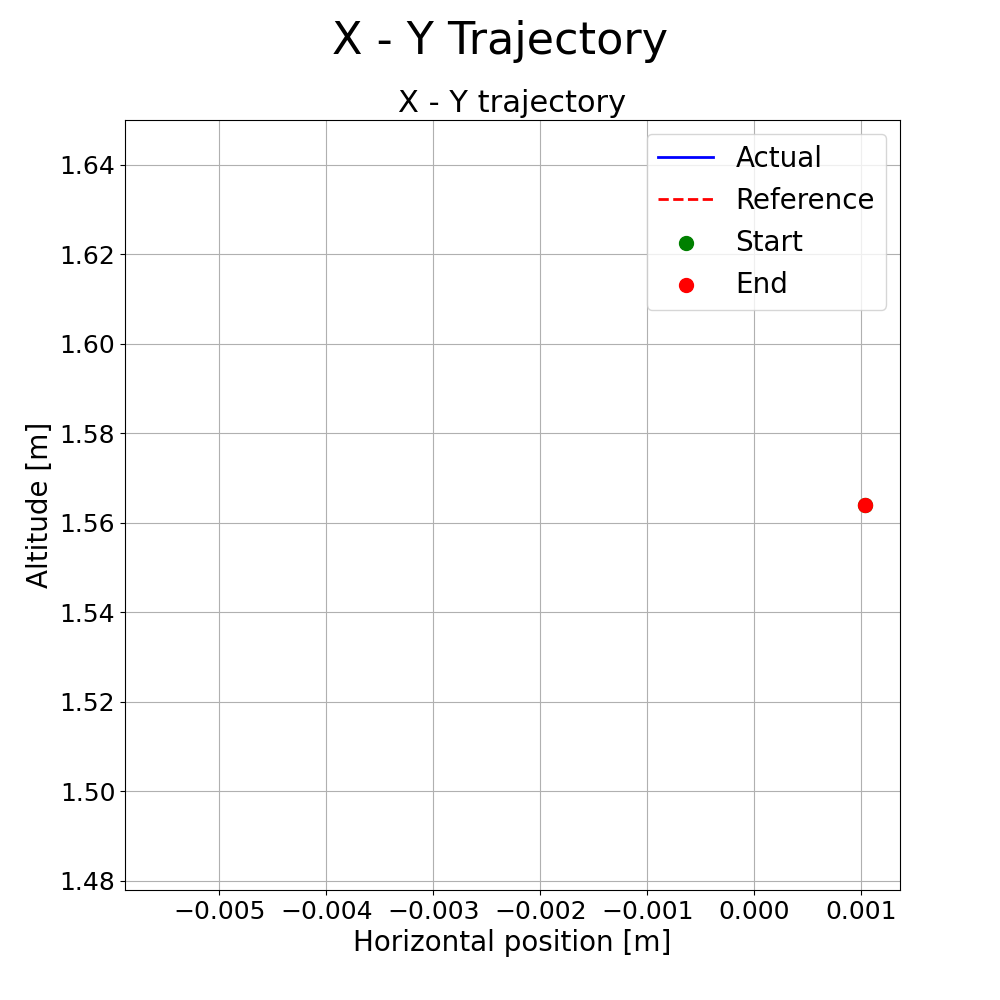 X - Y Trajectory
X - Y trajectory
Actual
Reference
Start
End
1.64
1.62
1.60
1.58
1.56
1.54
1.52
1.50
1.48
Altitude [m]
−0.005 −0.004 −0.003 −0.002 −0.001 0.000 0.001
Horizontal position [m]